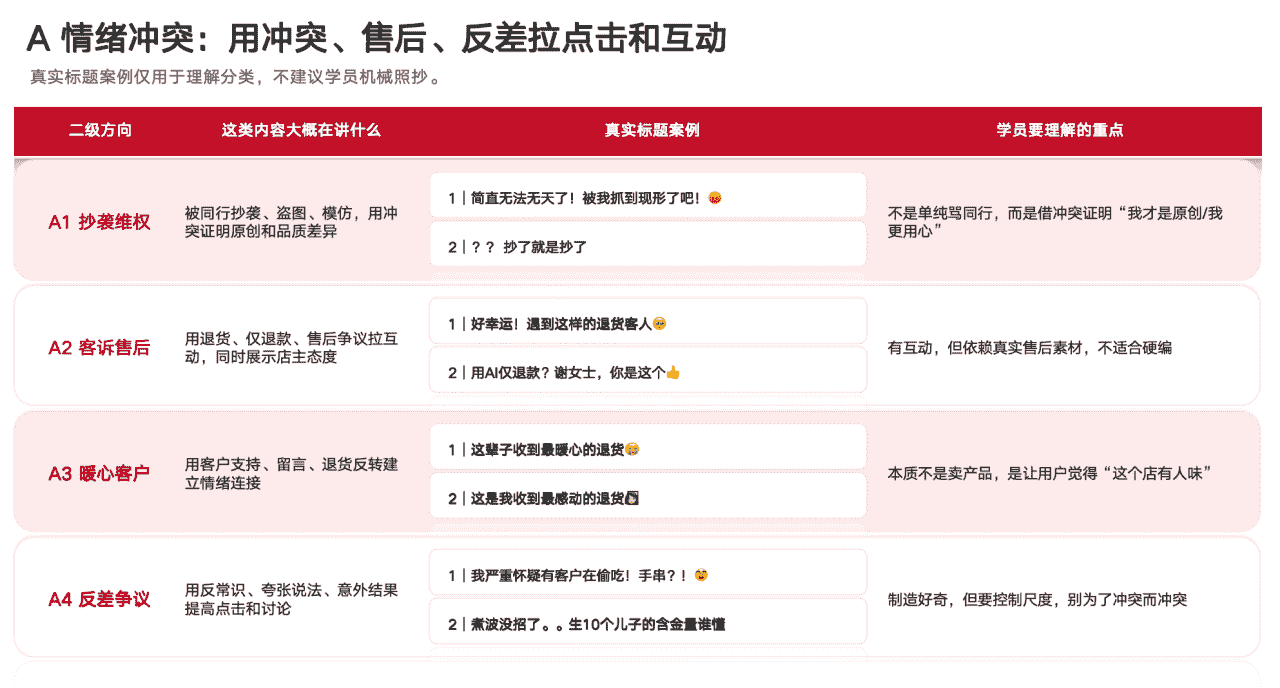 A 情绪冲突：用冲突、售后、反差拉点击和互动
真实标题案例仅用于理解分类，不建议学员机械照抄。
二级方向
这类内容大概在讲什么
真实标题案例
学员要理解的重点
A1 抄袭维权
被同行抄袭、盗图、模仿，用冲
突证明原创和品质差异
1｜简直无法无天了！被我抓到现形了吧！😡
2｜？？ 抄了就是抄了
不是单纯骂同行，而是借冲突证明“我才是原创/我
更用心”
A2 客诉售后
用退货、仅退款、售后争议拉互
动，同时展示店主态度
1｜好幸运！遇到这样的退货客人🥹
2｜用AI仅退款？谢女士，你是这个👍
有互动，但依赖真实售后素材，不适合硬编
A3 暖心客户
用客户支持、留言、退货反转建
立情绪连接
1｜这辈子收到最暖心的退货
2｜这是我收到最感动的退货
本质不是卖产品，是让用户觉得“这个店有人味”
A4 反差争议
用反常识、夸张说法、意外结果
提高点击和讨论
1｜我严重怀疑有客户在偷吃！手串？！
2｜煮波没招了。。生10个儿子的含金量谁懂
制造好奇，但要控制尺度，别为了冲突而冲突